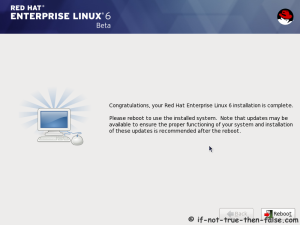 RED HAT
ENTERPRISE LINUX 6
Beta
Congratulations, your Red Hat Enterprise Linux 6 installation is complete.
Please reboot to use the installed system. Note that updates may be
available to ensure the proper functioning of your system and installation
of these updates is recommended after the reboot.
Back
Reboot
© if-not-true-then-false.com